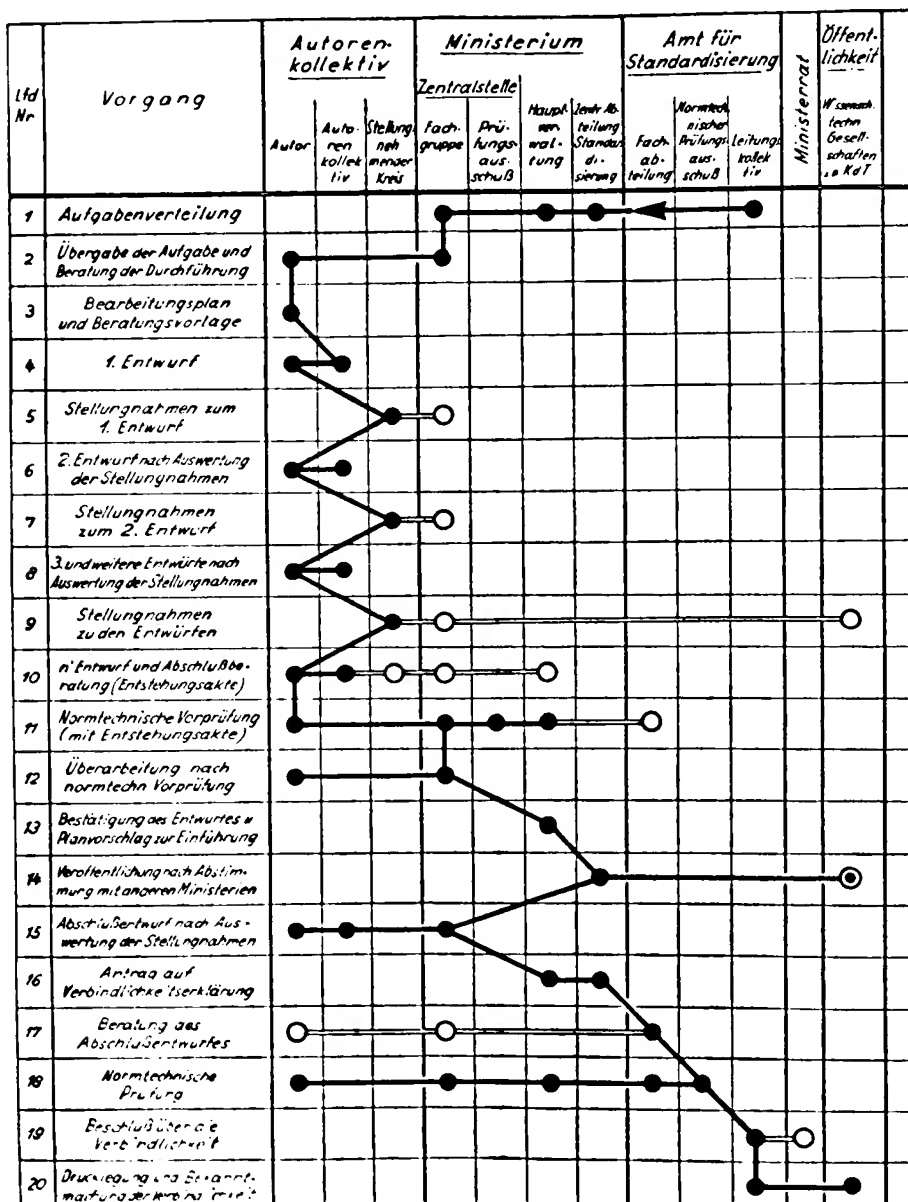 Lfd
Nr
Vorgang
Autoren-
kollektiv
Ministerium
Amt für
Standardisierung
Ministerrat
Öffent-
lichkeit
Zentralstelle
Autor
Auto-
ren
kollek
tiv
Stellung
neh
mender
Kreis
Fach-
gruppe
Prü-
fungs-
aus-
schuß
Haupt
ver
wal-
tung
Zentr Ab
teilung
Standar
di-
sierung
Fach
ab-
teilung
Normtech
nischer
Prüfungs
aus-
schuß
Leitungs
kollek
tiv
Wissensch
techn
Gesell-
schaften
KdT
1 Aufgabenverteilung
2 Übergabe der Aufgabe und
Beratung der Durchführung
3 Bearbeitungsplan
und Beratungsvorlage
4 1. Entwurf
5 Stellungnahmen zum
1. Entwurf
6 2. Entwurf nach Auswertung
der Stellungnahmen
7 Stellungnahmen
zum 2. Entwurf
8 3. und weitere Entwürfe nach
Auswertung der Stellungnahmen
9 Stellungnahmen
zu den Entwürfen
10 n' Entwurf und Abschlußbe-
ratung (Entstehungsakte)
11 Normtechnische Vorprüfung
(mit Entstehungsakte)
12 Überarbeitung nach
normtechn Vorprüfung
13 Bestätigung des Entwurfes u
Planvorschlag zur Einführung
14 Veröffentlichung nach Abstim-
mung mit anderen Ministerien
15 Abschlußentwurf nach Aus-
wertung der Stellungnahmen
16 Antrag auf
Verbindlichkeitserklärung
17 Beratung des
Abschlußentwurfes
18 Normtechnische
Prüfung
19 Beschluß über die
Verbindlichkeit
20 Drucklegung und Bekannt-
machung der Verbindlichkeit